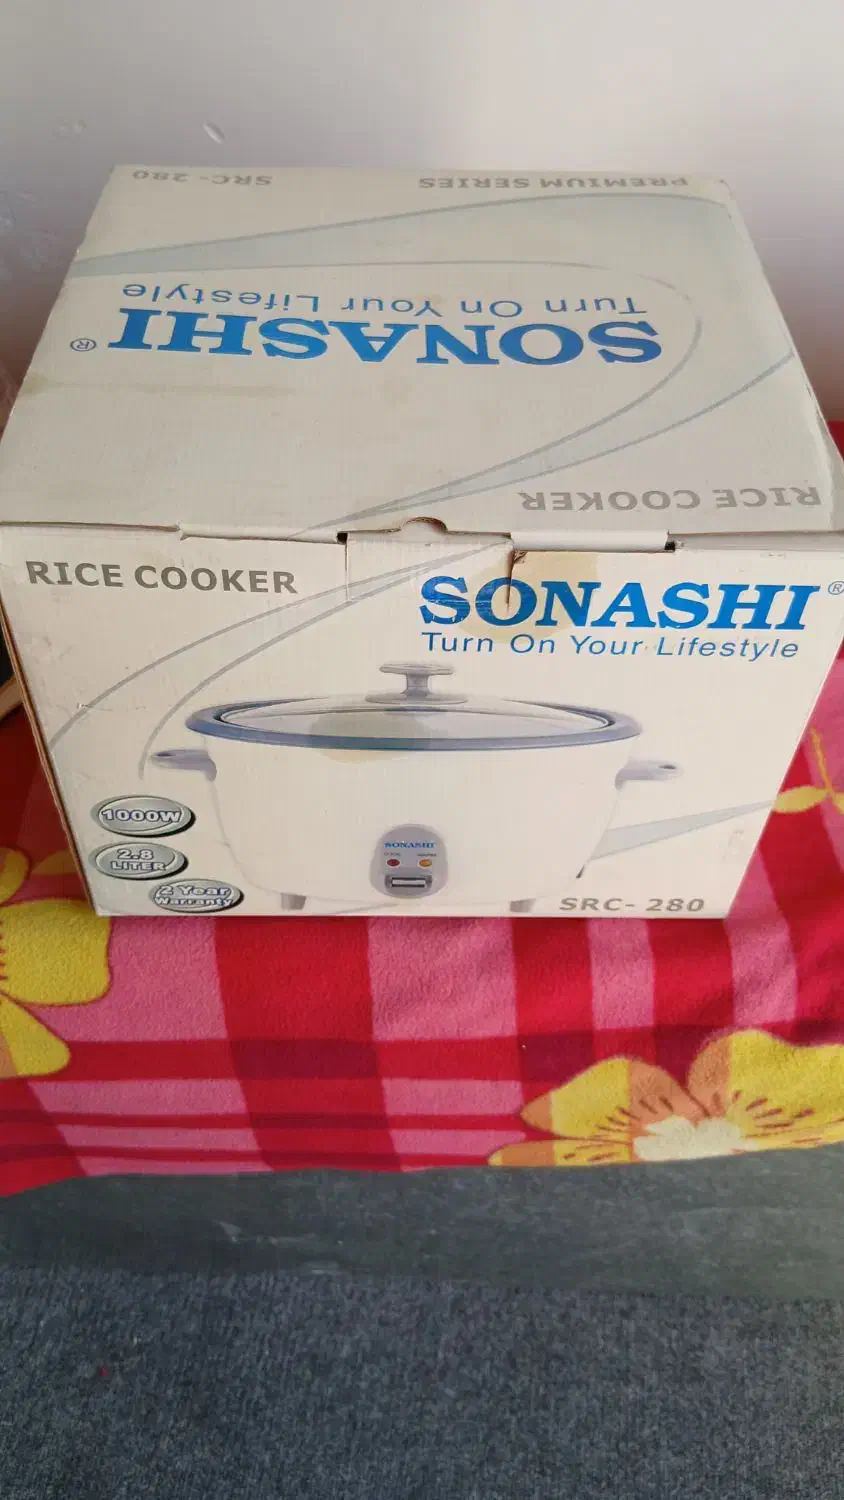 SRC-280
PREMIUM SERIES
Turn On Your Lifestyle
SONASHI®
RICE COOKER
RICE COOKER
SONASHI®
Turn On Your Lifestyle
1000W
2.8
LITER
2 Year
Warranty
SONASHI
SRC- 280